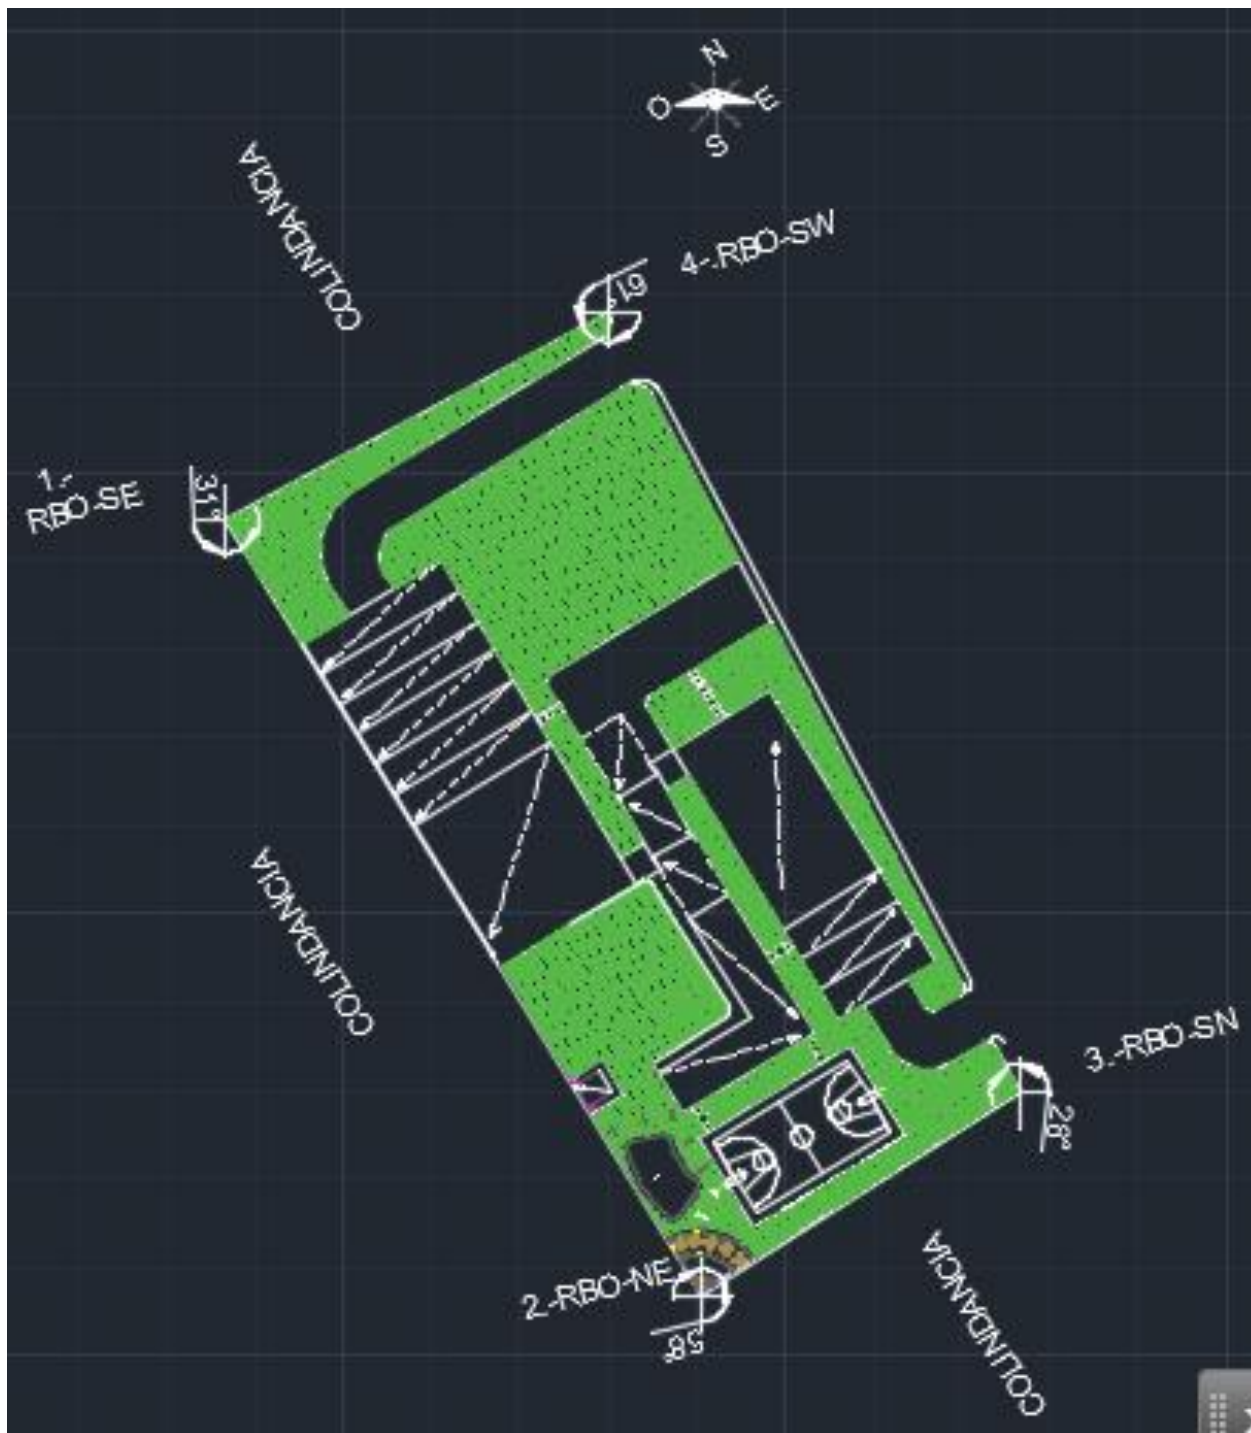 N
O
E
S
COLINDANCIA
4-.RBO-SW
61°
1.-
RBO-SE
31°
COLINDANCIA
3.-RBO-SN
28°
2.-RBO-NE
58°
COLINDANCIA